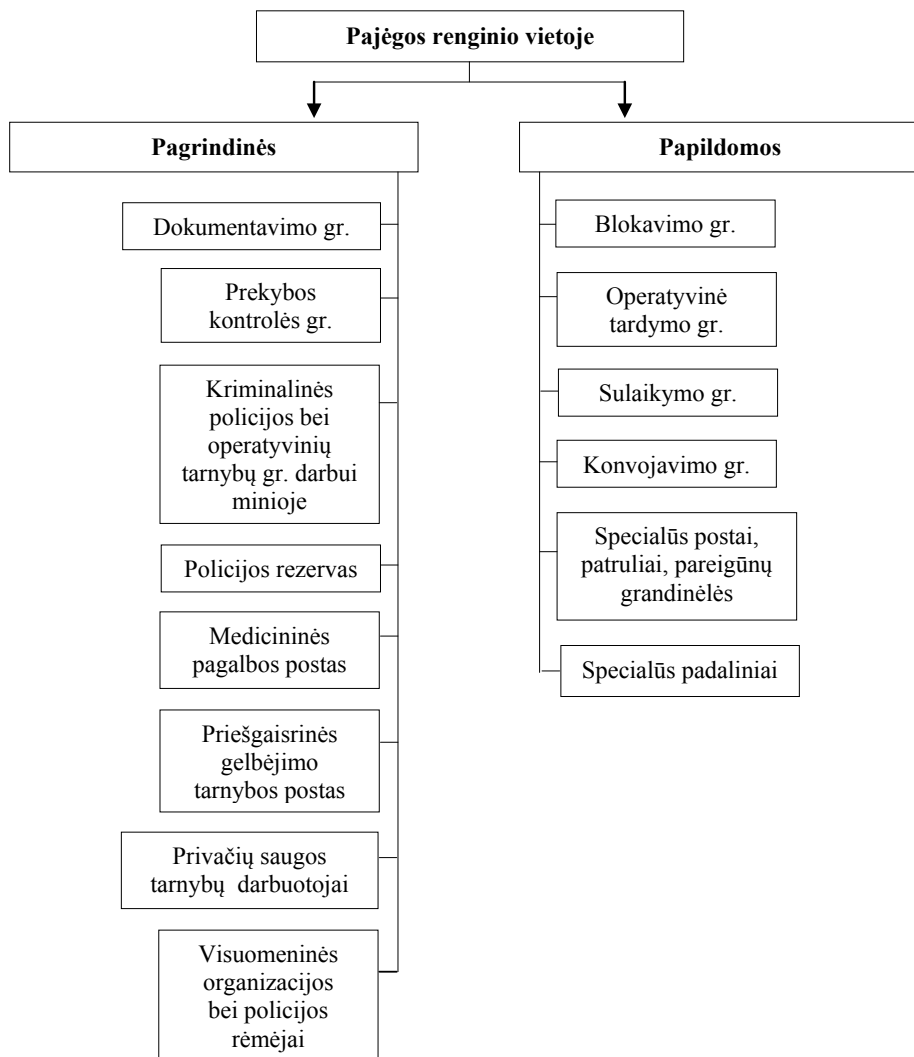 Pajėgos renginio vietoje
Pagrindinės
Dokumentavimo gr.
Prekybos
kontrolės gr.
Kriminalinės
policijos bei
operatyvinių
tarnybų gr. darbui
minioje
Policijos rezervas
Medicininės
pagalbos postas
Priešgaisrinės
gelbėjimo
tarnybos postas
Privačių saugos
tarnybų darbuotojai
Visuomeninės
organizacijos
bei policijos
rėmėjai
Papildomos
Blokavimo gr.
Operatyvinė
tardymo gr.
Sulaikymo gr.
Konvojavimo gr.
Specialūs postai,
patruliai, pareigūnų
grandinėlės
Specialūs padaliniai